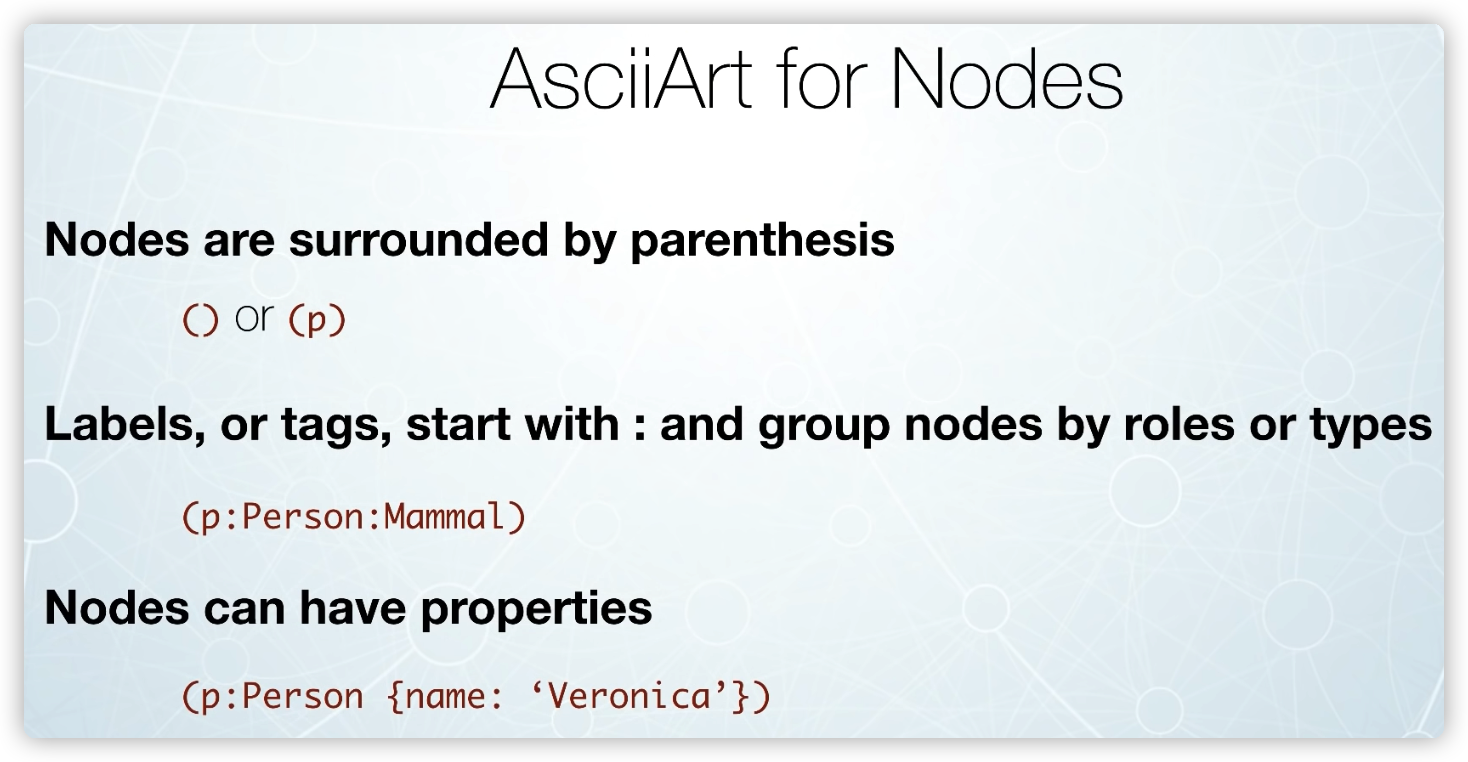 AsciiArt for Nodes
Nodes are surrounded by parenthesis
() or (p)
Labels, or tags, start with : and group nodes by roles or types
(p:Person:Mammal)
Nodes can have properties
(p:Person {name: ‘Veronica’})